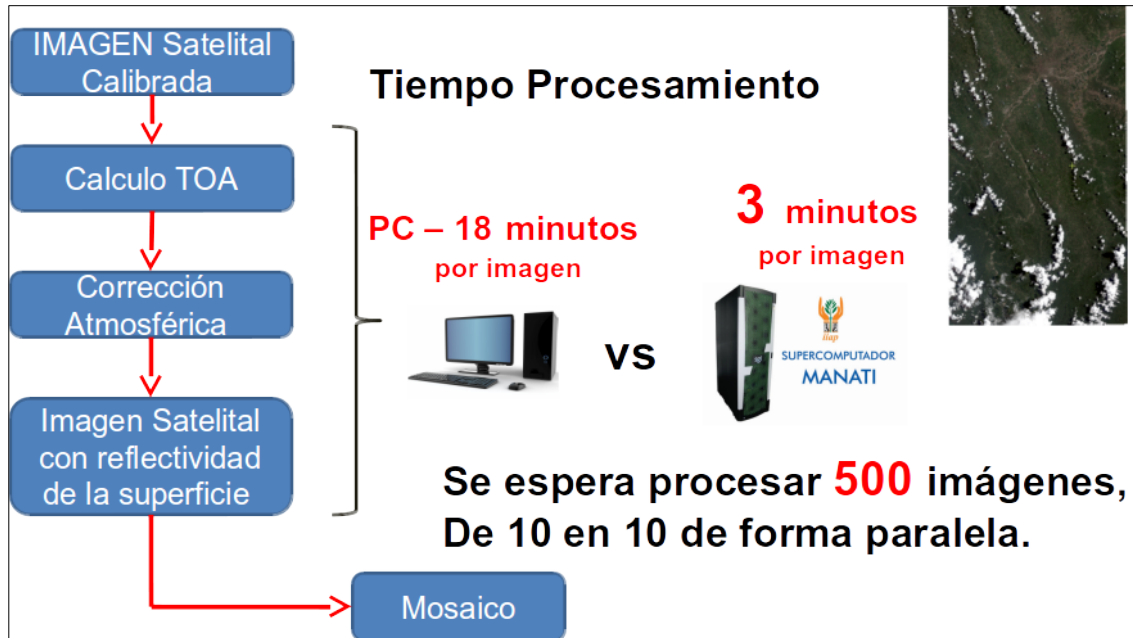 IMAGEN Satelital
Calibrada
Tiempo Procesamiento
Calculo TOA
PC – 18 minutos
por imagen
3 minutos
por imagen
Corrección
Atmosférica
vs
iiap
SUPERCOMPUTADOR
MANATI
Imagen Satelital
con reflectividad
de la superficie
Se espera procesar 500 imágenes,
De 10 en 10 de forma paralela.
Mosaico